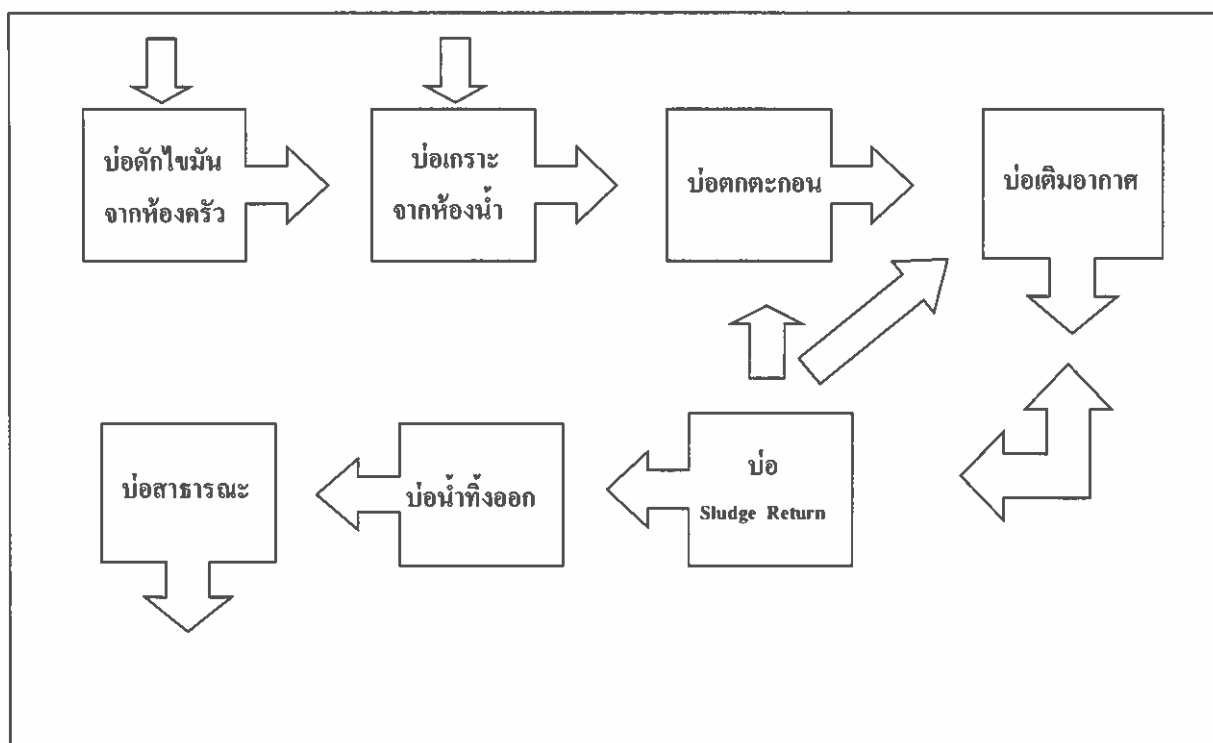 บ่อดักไขมัน
จากห้องครัว
บ่อเกราะ
จากห้องน้ำ
บ่อตกตะกอน
บ่อเติมอากาศ
บ่อสาธารณะ
บ่อน้ำทิ้งออก
บ่อ
Sludge Return